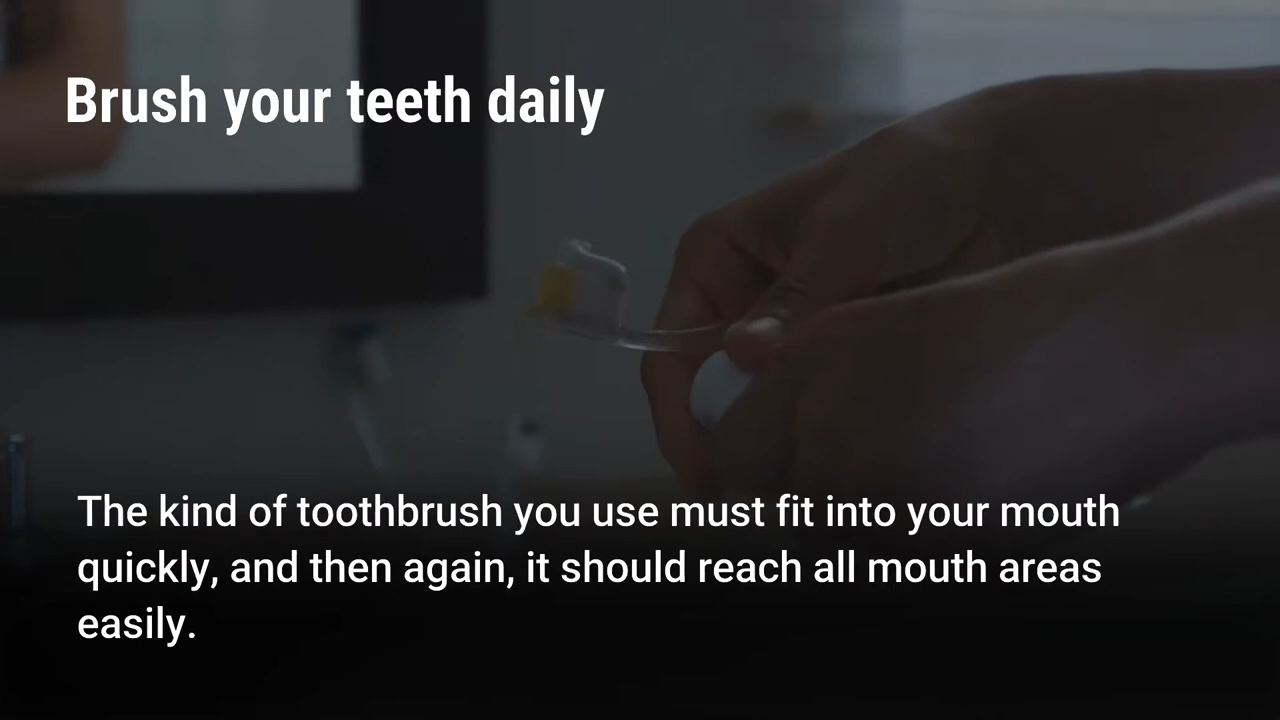 Brush your teeth daily
The kind of toothbrush you use must fit into your mouth
quickly, and then again, it should reach all mouth areas
easily.